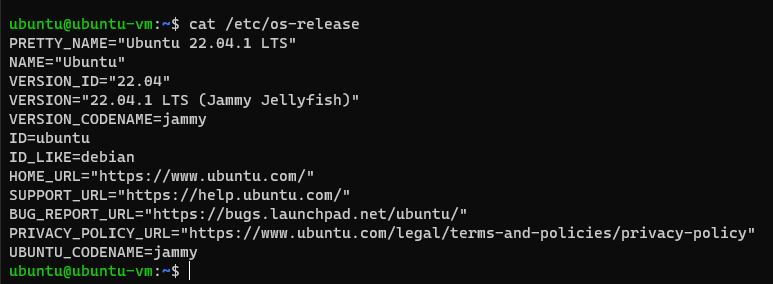 ubuntu@ubuntu-vm:~$ cat /etc/os-release
PRETTY_NAME="Ubuntu 22.04.1 LTS"
NAME="Ubuntu"
VERSION_ID="22.04"
VERSION="22.04.1 LTS (Jammy Jellyfish)"
VERSION_CODENAME=jammy
ID=ubuntu
ID_LIKE=debian
HOME_URL="https://www.ubuntu.com/"
SUPPORT_URL="https://help.ubuntu.com/"
BUG_REPORT_URL="https://bugs.launchpad.net/ubuntu/"
PRIVACY_POLICY_URL="https://www.ubuntu.com/legal/terms-and-policies/privacy-policy"
UBUNTU_CODENAME=jammy
ubuntu@ubuntu-vm:~$